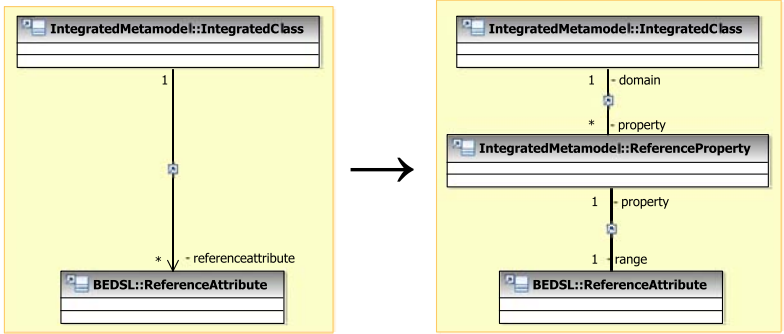 IntegratedMetamodel::IntegratedClass
1
* - referenceattribute
BEDSL::ReferenceAttribute
IntegratedMetamodel::IntegratedClass
1 - domain
* - property
IntegratedMetamodel::ReferenceProperty
1 - property
1 - range
BEDSL::ReferenceAttribute